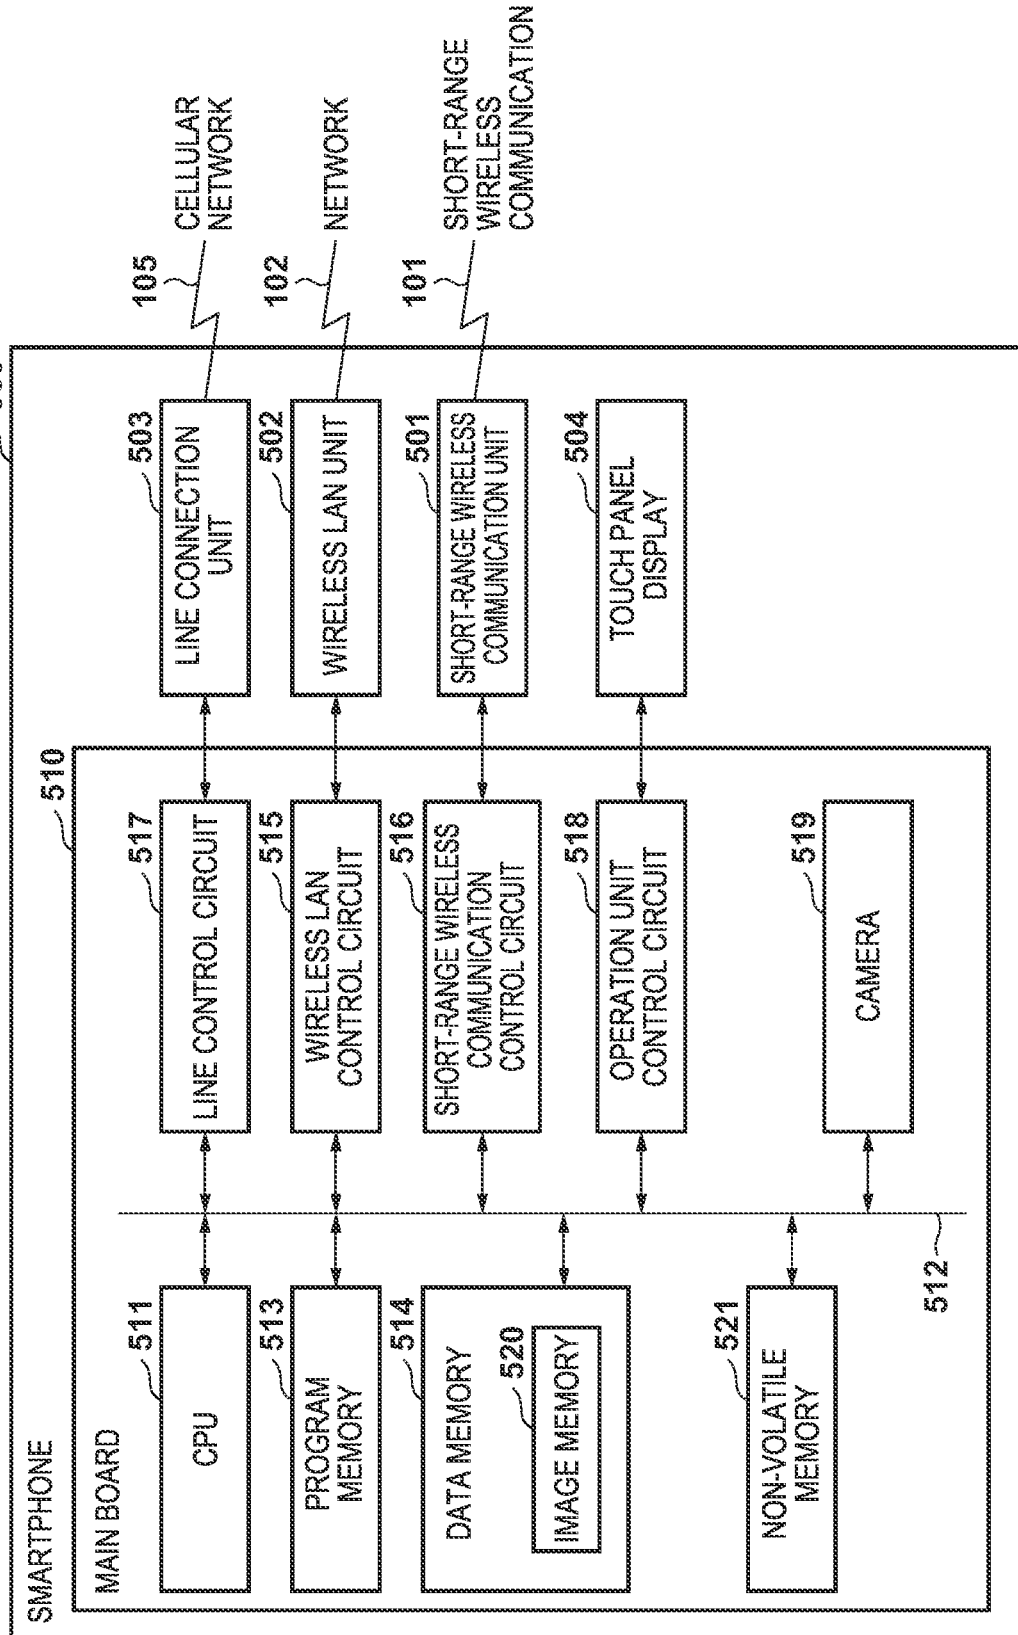 SMARTPHONE
MAIN BOARD
510
CPU
511
PROGRAM
MEMORY
513
DATA MEMORY
514
IMAGE MEMORY
520
NON-VOLATILE
MEMORY
521
512
LINE CONTROL CIRCUIT
517
WIRELESS LAN
CONTROL CIRCUIT
515
SHORT-RANGE WIRELESS
COMMUNICATION
CONTROL CIRCUIT
516
OPERATION UNIT
CONTROL CIRCUIT
518
CAMERA
519
LINE CONNECTION
UNIT
503
WIRELESS LAN UNIT
502
SHORT-RANGE WIRELESS
COMMUNICATION UNIT
501
TOUCH PANEL
DISPLAY
504
105
CELLULAR
NETWORK
102
NETWORK
101
SHORT-RANGE
WIRELESS
COMMUNICATION